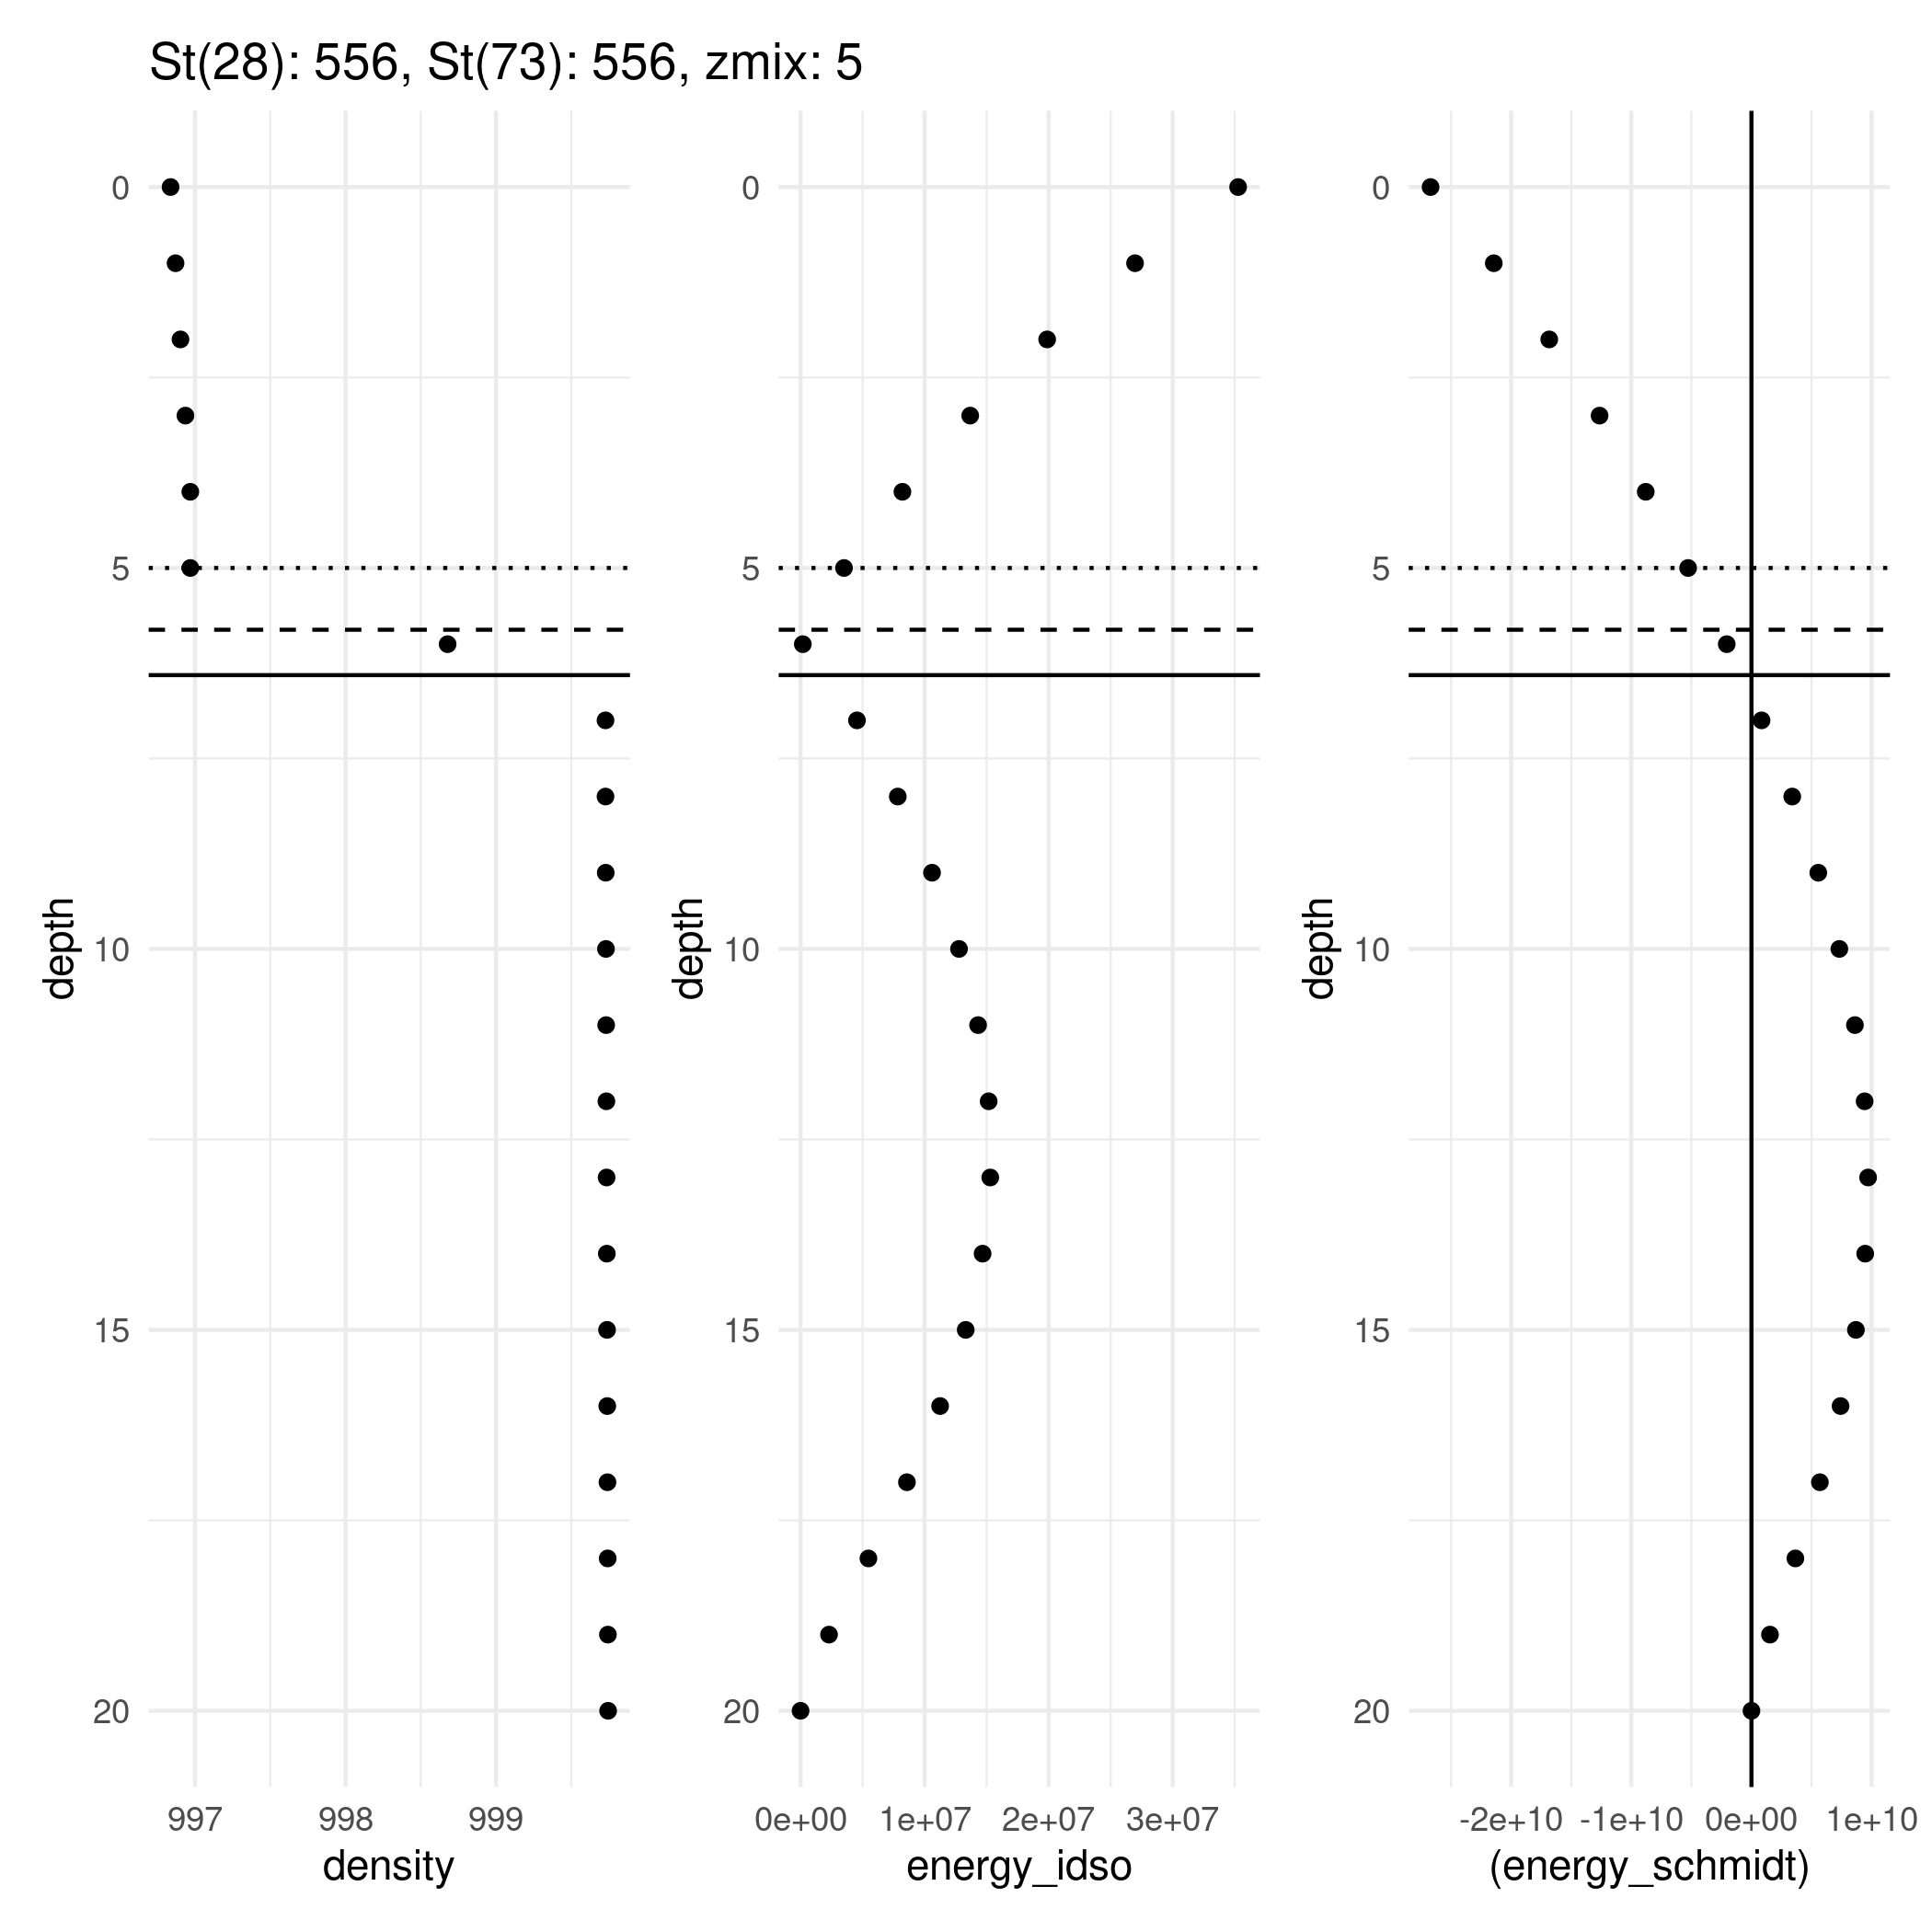 St(28): 556, St(73): 556, zmix: 5
0
5
10
15
20
depth
997 998 999
density
0
5
10
15
20
depth
0e+00 1e+07 2e+07 3e+07
energy_idso
0
5
10
15
20
depth
-2e+10 -1e+10 0e+00 1e+10
(energy_schmidt)